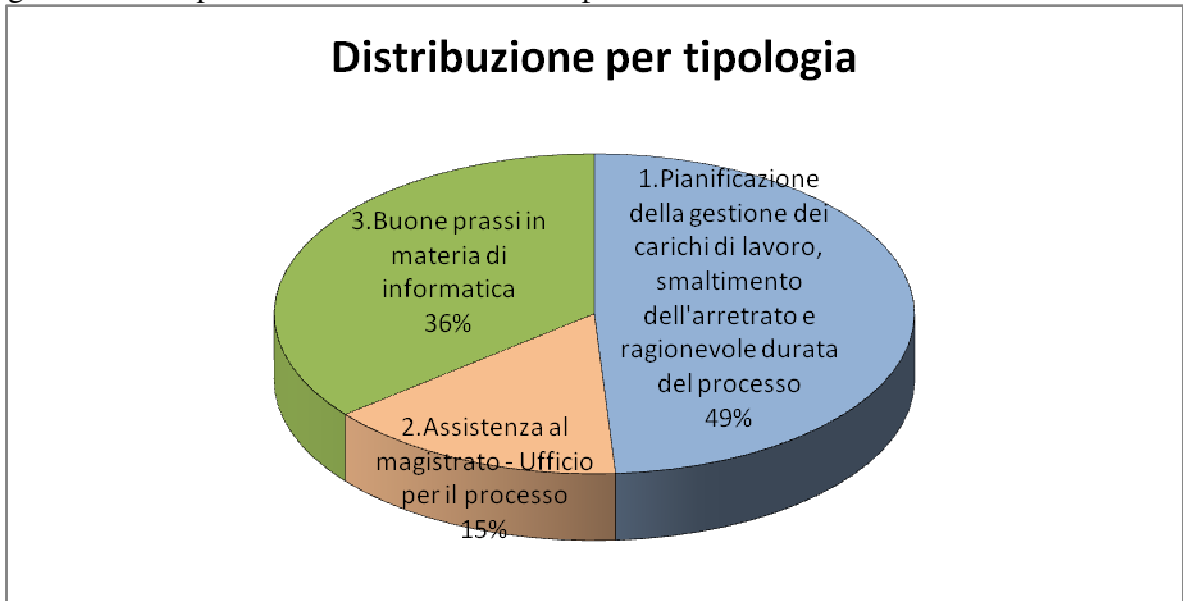 Distribuzione per tipologia
1.Pianificazione
della gestione dei
carichi di lavoro,
smaltimento
dell'arretrato e
ragionevole durata
del processo
49%
3.Buone prassi in
materia di
informatica
36%
2.Assistenza al
magistrato - Ufficio
per il processo
15%